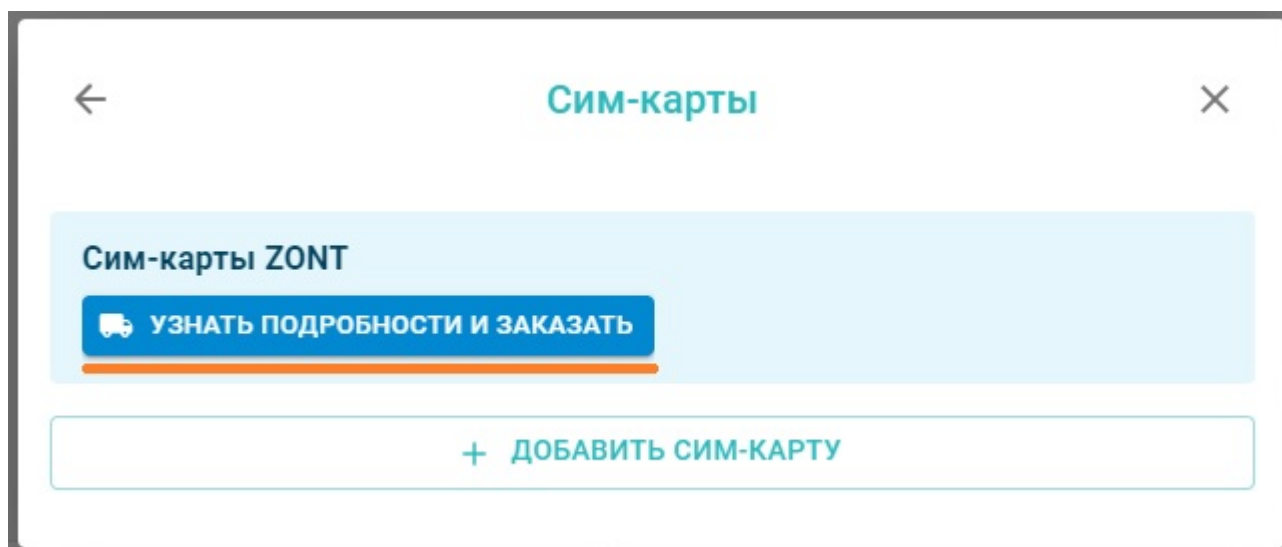 Сим-карты
Сим-карты ZONT
УЗНАТЬ ПОДРОБНОСТИ И ЗАКАЗАТЬ
+ ДОБАВИТЬ СИМ-КАРТУ